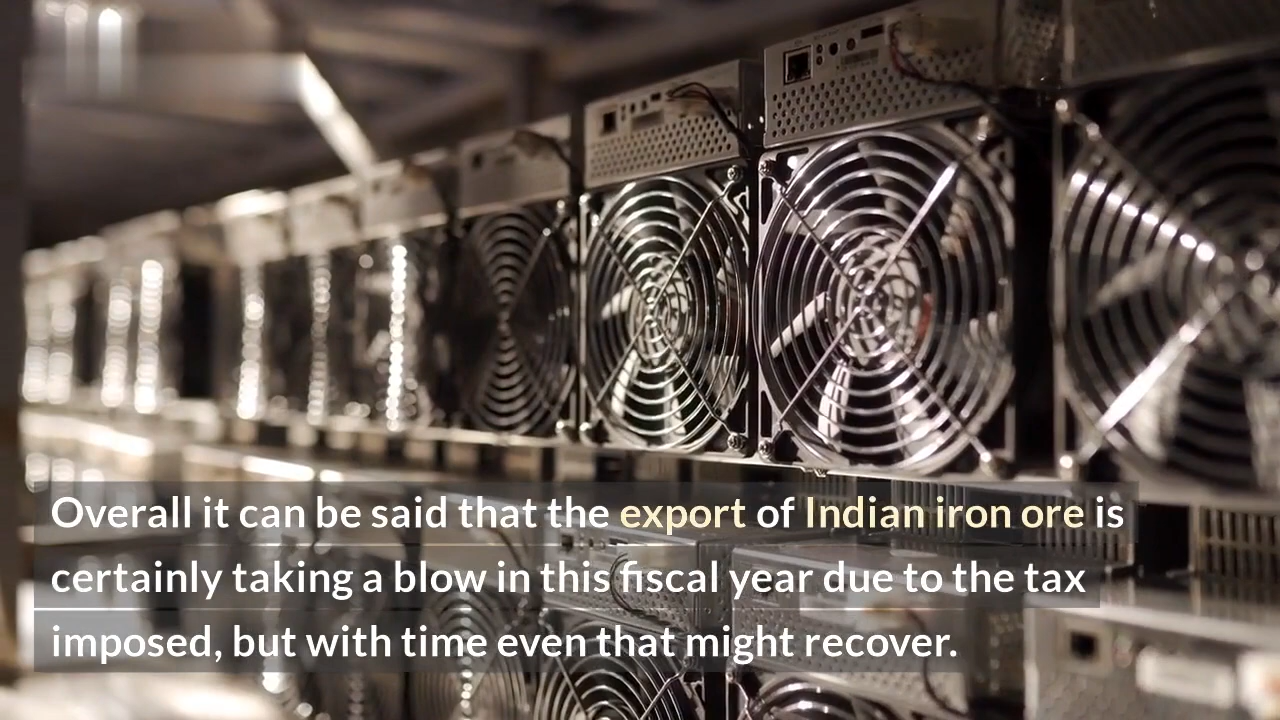 Overall it can be said that the export of Indian iron ore is
certainly taking a blow in this fiscal year due to the tax
imposed, but with time even that might recover.